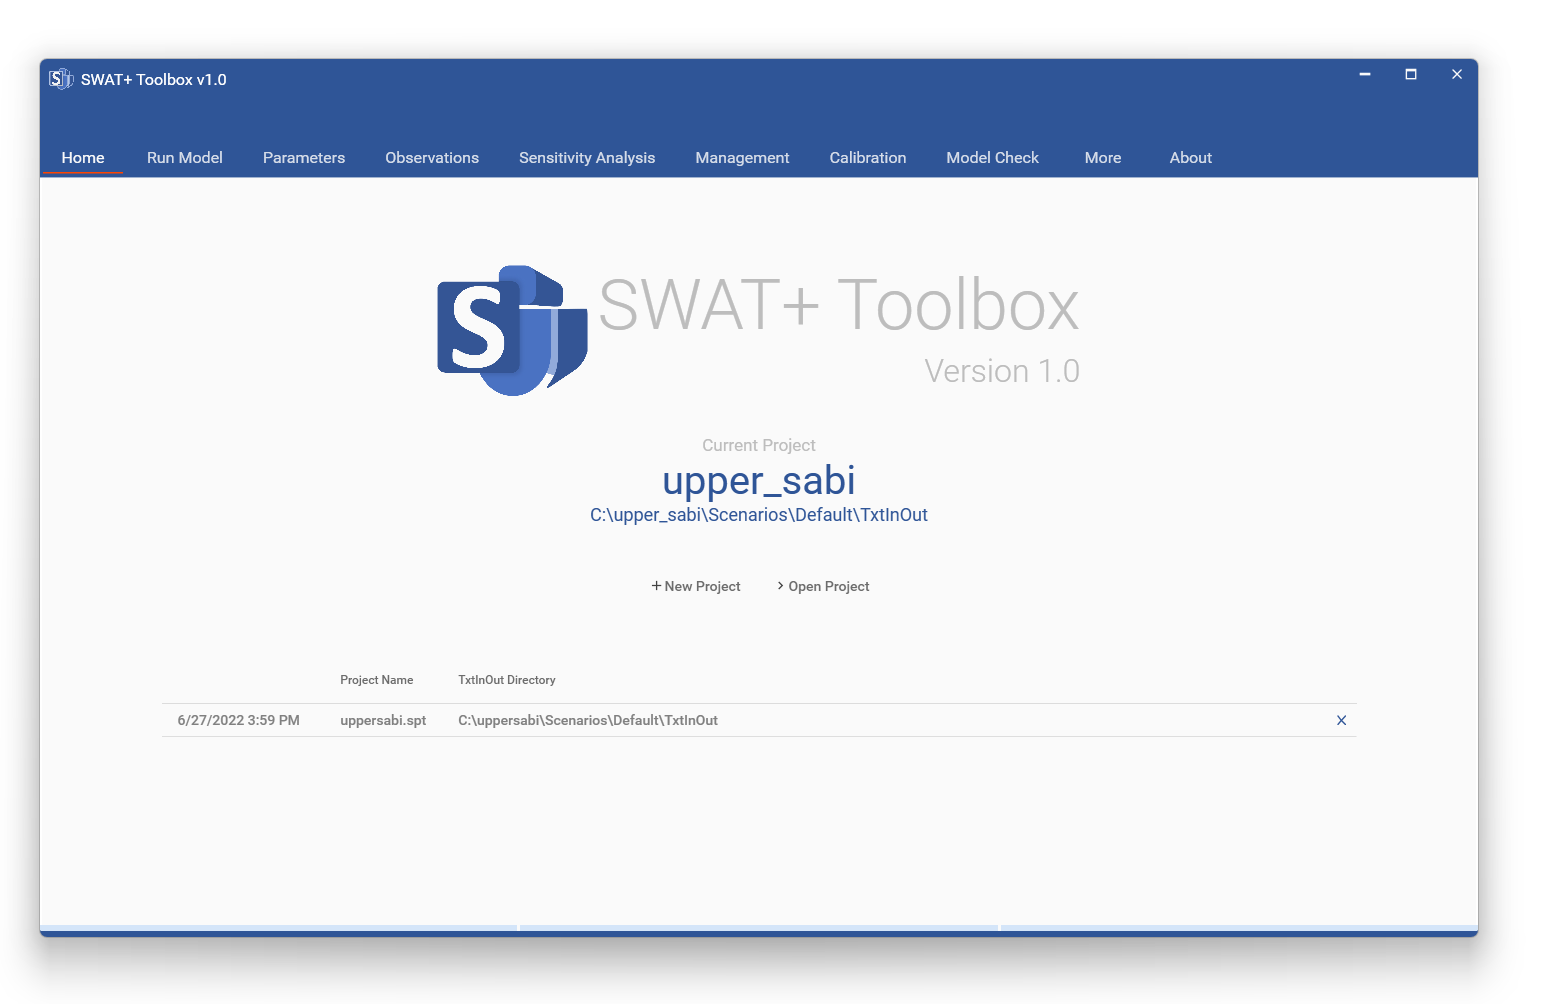 S SWAT+ Toolbox v1.0
Home Run Model Parameters Observations Sensitivity Analysis Management Calibration Model Check More About
S SWAT+ Toolbox
Version 1.0
Current Project
upper_sabi
C:\upper_sabi\Scenarios\Default\TxtInOut
+ New Project > Open Project
Project Name TxtInOut Directory
6/27/2022 3:59 PM uppersabi.spt C:\uppersabi\Scenarios\Default\TxtInOut